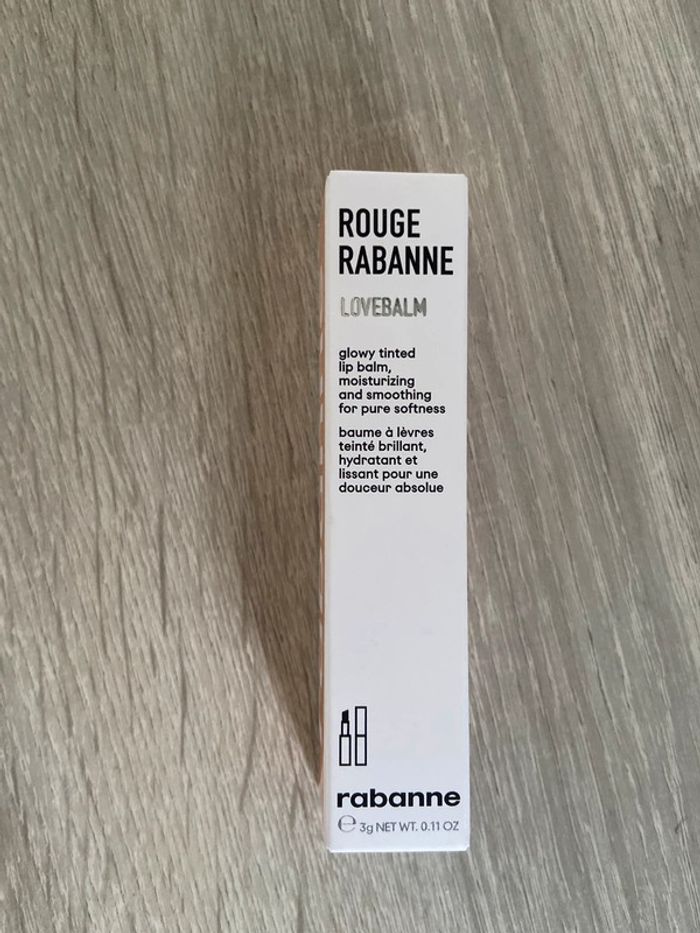 ROUGE
RABANNE
LOVEBALM
glowy tinted
lip balm,
moisturizing
and smoothing
for pure softness
baume à lèvres
teinté brillant,
hydratant et
lissant pour une
douceur absolue
rabanne
℮ 3g NET WT. 0.11 OZ